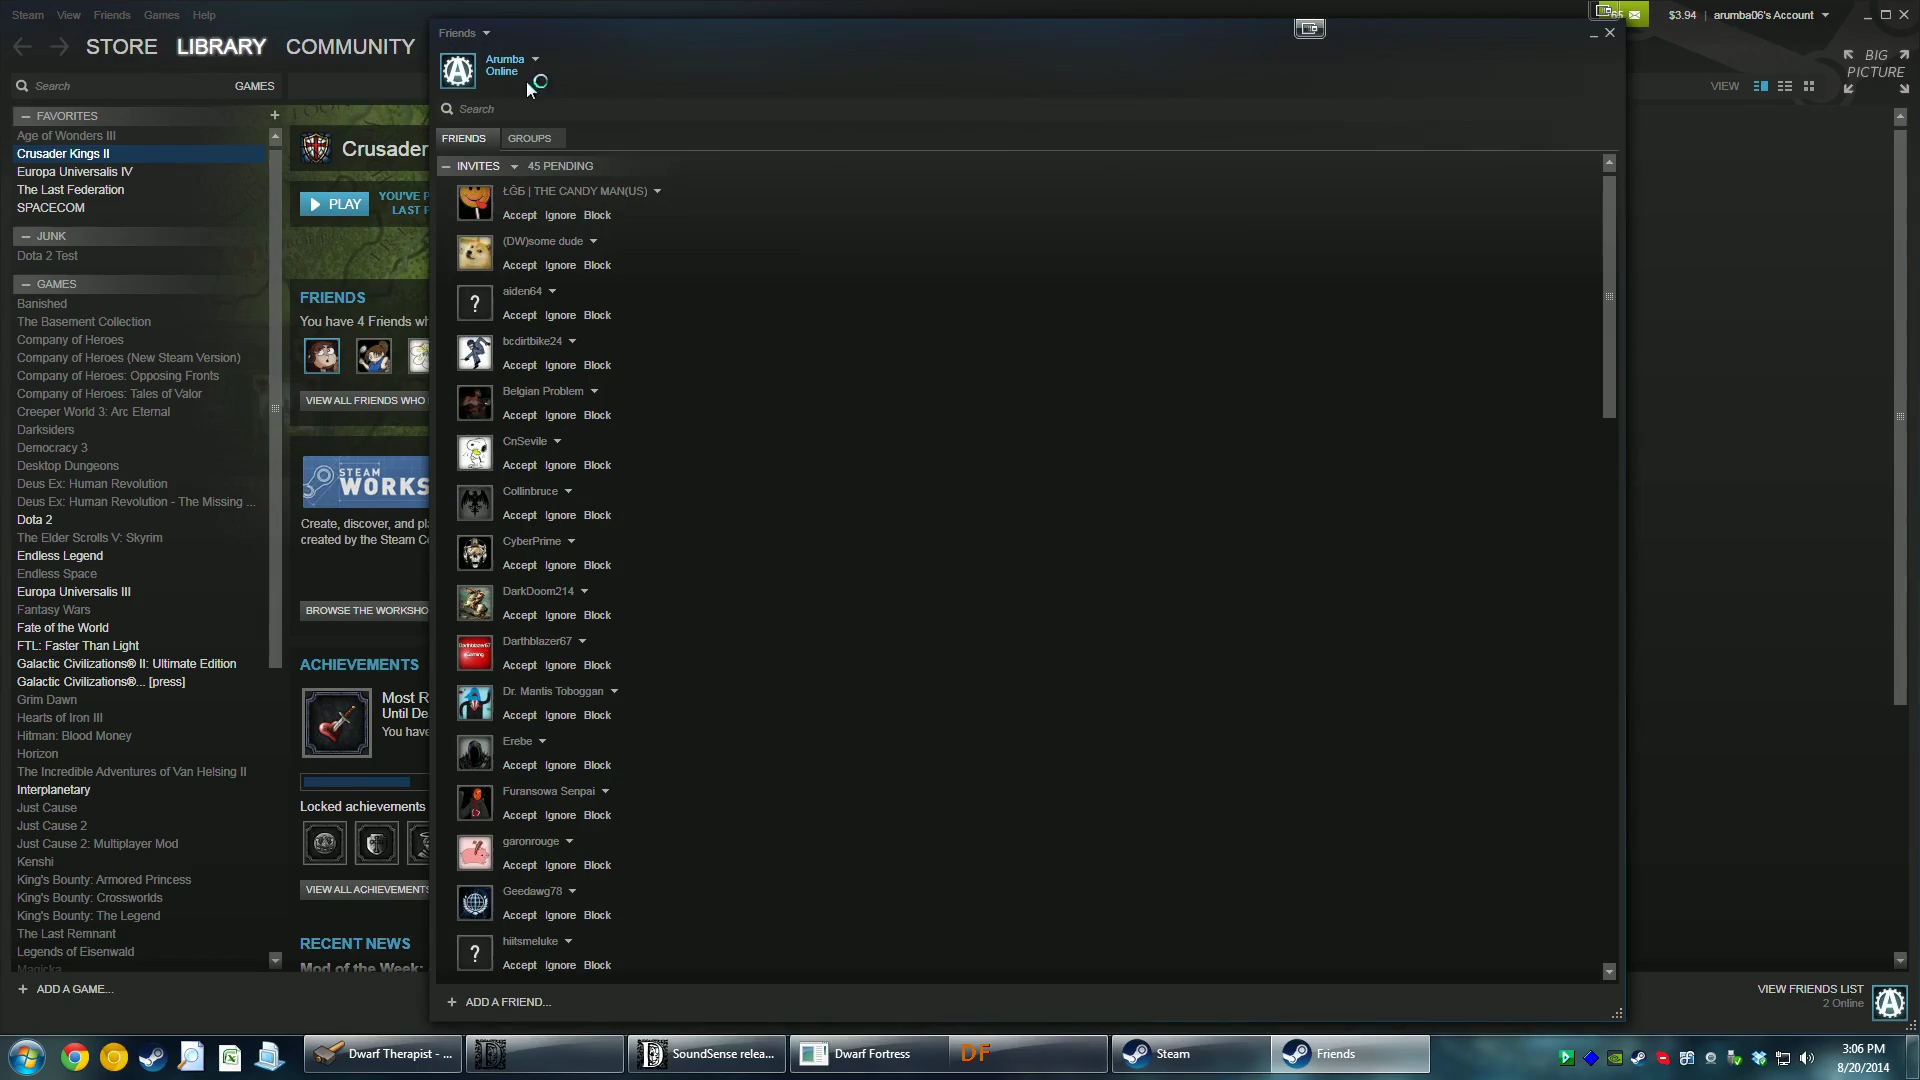 Steam View Friends Games Help
65 $3.94 arumba06's Account
STORE LIBRARY COMMUNITY
BIG PICTURE
Search GAMES
VIEW
FAVORITES +
Age of Wonders III
Crusader Kings II
Europa Universalis IV
The Last Federation
SPACECOM
JUNK
Dota 2 Test
GAMES
Banished
The Basement Collection
Company of Heroes
Company of Heroes (New Steam Version)
Company of Heroes: Opposing Fronts
Company of Heroes: Tales of Valor
Creeper World 3: Arc Eternal
Darksiders
Democracy 3
Desktop Dungeons
Deus Ex: Human Revolution
Deus Ex: Human Revolution - The Missing ...
Dota 2
The Elder Scrolls V: Skyrim
Endless Legend
Endless Space
Europa Universalis III
Fantasy Wars
Fate of the World
FTL: Faster Than Light
Galactic Civilizations® II: Ultimate Edition
Galactic Civilizations®... [press]
Grim Dawn
Hearts of Iron III
Hitman: Blood Money
Horizon
The Incredible Adventures of Van Helsing II
Interplanetary
Just Cause
Just Cause 2
Just Cause 2: Multiplayer Mod
Kenshi
King's Bounty: Armored Princess
King's Bounty: Crossworlds
King's Bounty: The Legend
The Last Remnant
Legends of Eisenwald
Magicka
+ ADD A GAME...
Crusader
PLAY
YOU'VE P
LAST F
FRIENDS
You have 4 Friends wh
VIEW ALL FRIENDS WHO
STEAM
WORKS
Create, discover, and pl
created by the Steam C
BROWSE THE WORKSHO
ACHIEVEMENTS
Most R
Until De
You have
Locked achievements
VIEW ALL ACHIEVEMENTS
RECENT NEWS
Mod of the Week:
Friends
Arumba
Online
Search
FRIENDS GROUPS
INVITES 45 PENDING
ŁĜБ | THE CANDY MAN(US)
Accept Ignore Block
(DW)some dude
Accept Ignore Block
aiden64
Accept Ignore Block
bcdirtbike24
Accept Ignore Block
Belgian Problem
Accept Ignore Block
CnSevile
Accept Ignore Block
Collinbruce
Accept Ignore Block
CyberPrime
Accept Ignore Block
DarkDoom214
Accept Ignore Block
Darthblazer67
Accept Ignore Block
Dr. Mantis Toboggan
Accept Ignore Block
Erebe
Accept Ignore Block
Furansowa Senpai
Accept Ignore Block
garonrouge
Accept Ignore Block
Geedawg78
Accept Ignore Block
hiitsmeluke
Accept Ignore Block
+ ADD A FRIEND...
VIEW FRIENDS LIST
2 Online
Dwarf Therapist - ...
SoundSense relea...
Dwarf Fortress
DF
Steam
Friends
3:06 PM
8/20/2014